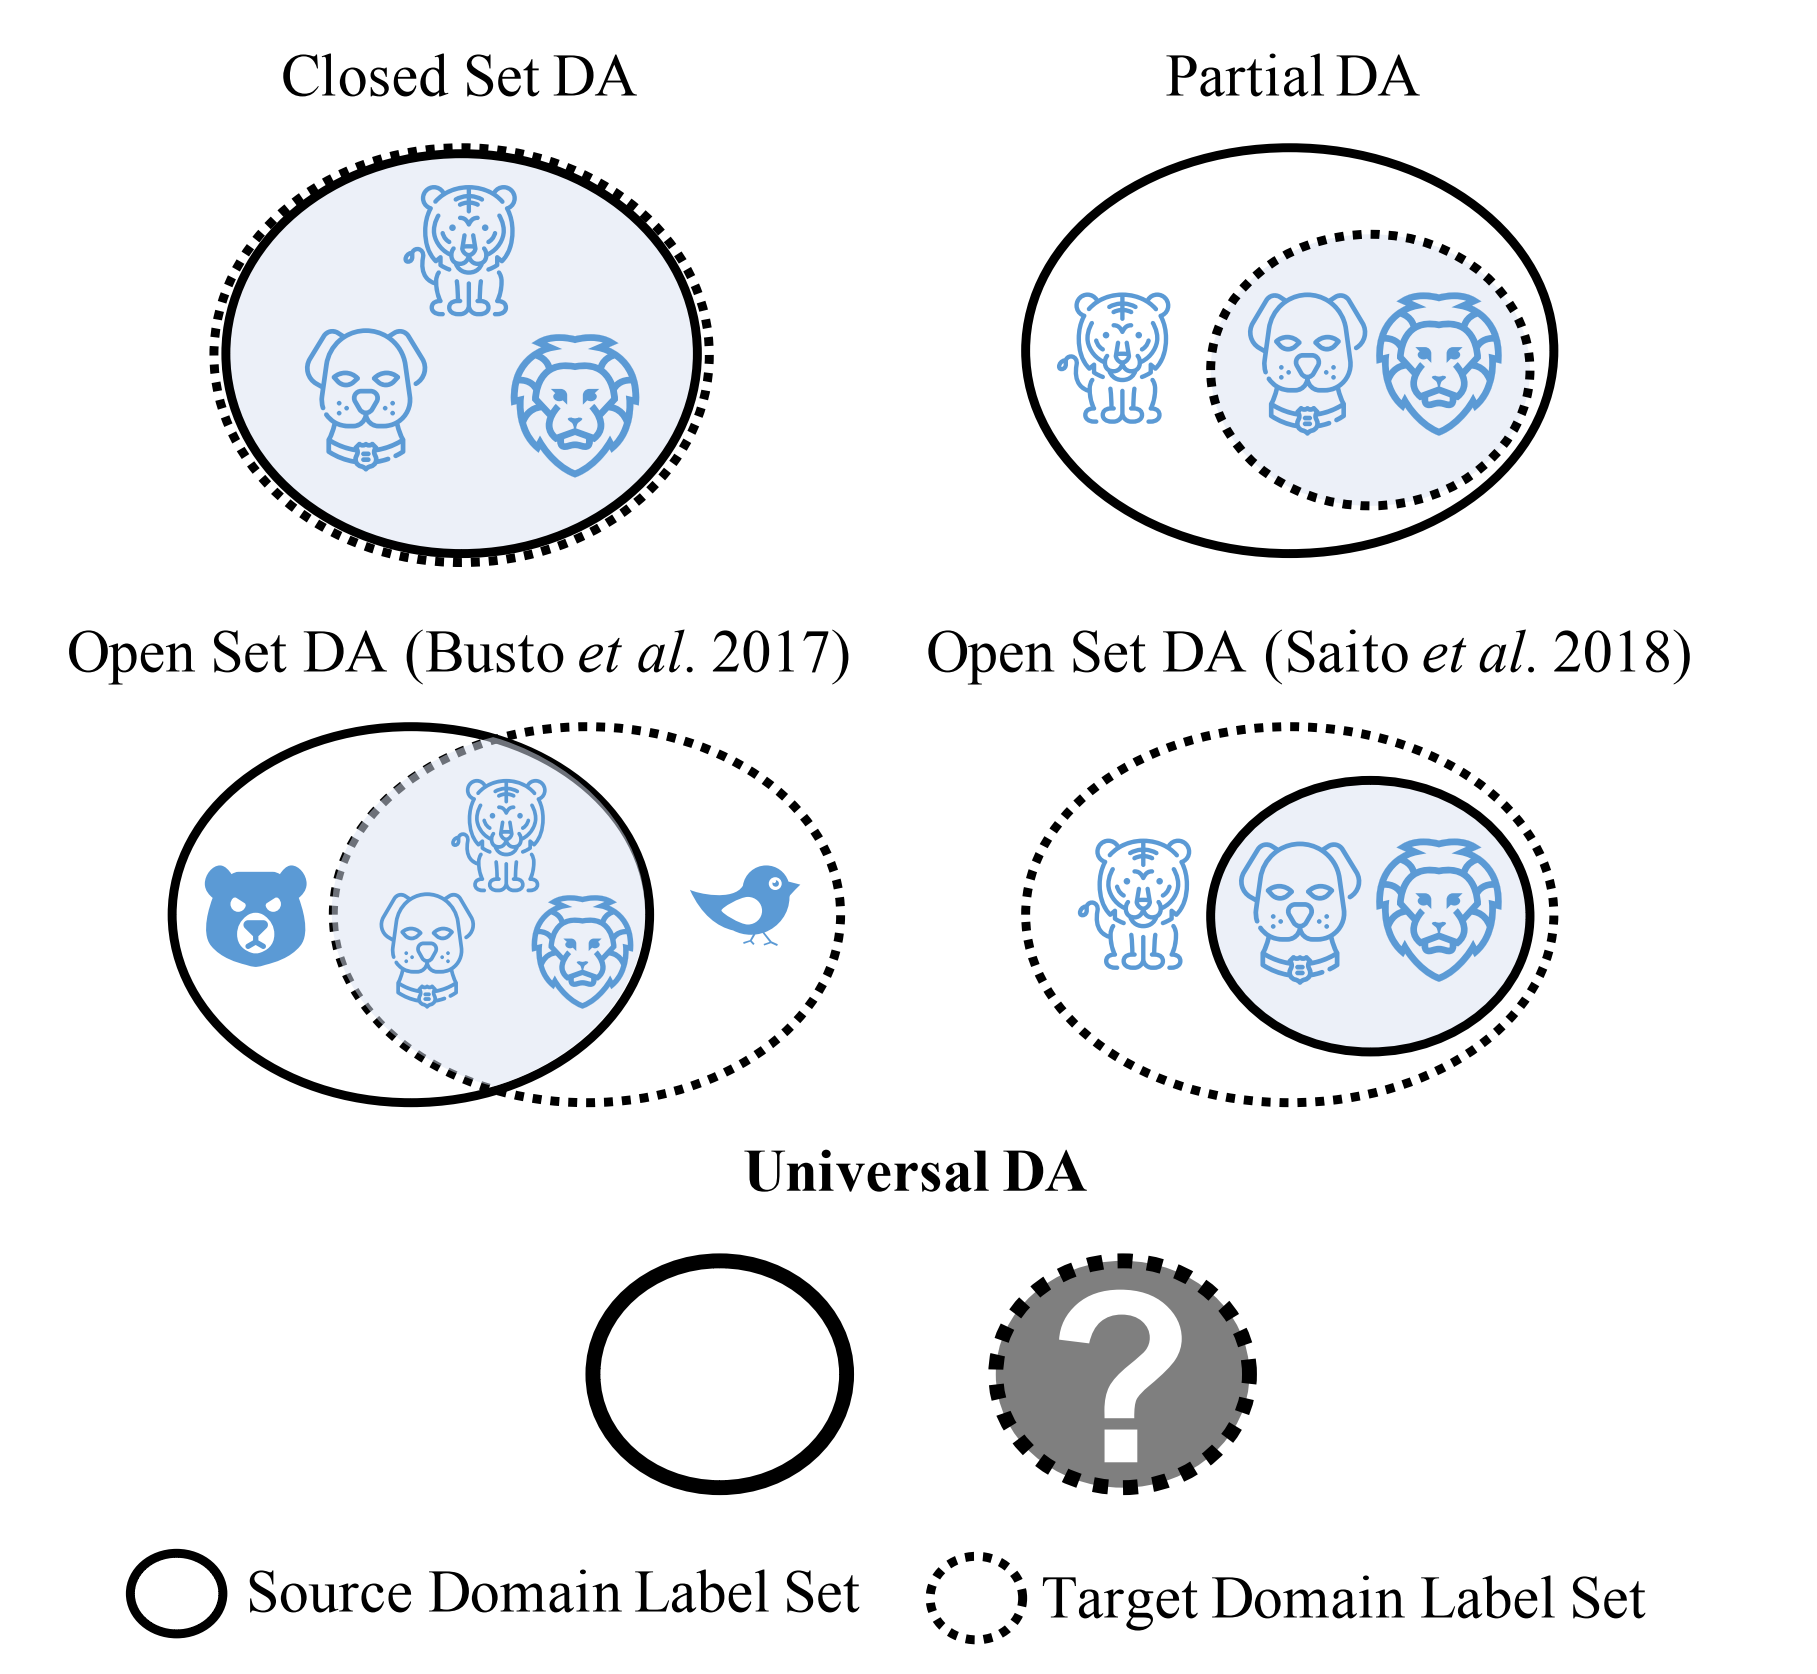 Closed Set DA
Partial DA
Open Set DA (Busto et al. 2017)
Open Set DA (Saito et al. 2018)
Universal DA
?
Source Domain Label Set
Target Domain Label Set